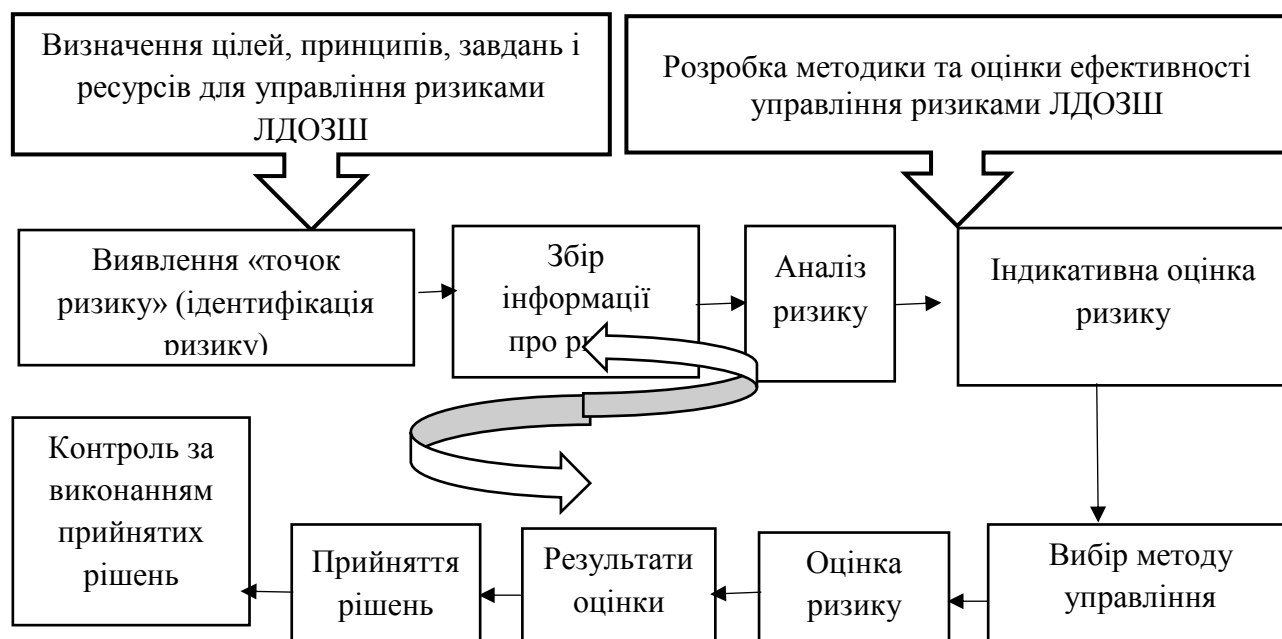 Визначення цілей, принципів, завдань і
ресурсів для управління ризиками
ЛДОЗШ
Розробка методики та оцінки ефективності
управління ризиками ЛДОЗШ
Виявлення «точок
ризику» (ідентифікація
ризику)
Збір
інформації
про
Аналіз
ризику
Індикативна оцінка
ризику
Контроль за
виконанням
прийнятих
рішень
Прийняття
рішень
Результати
оцінки
Оцінка
ризику
Вибір методу
управління